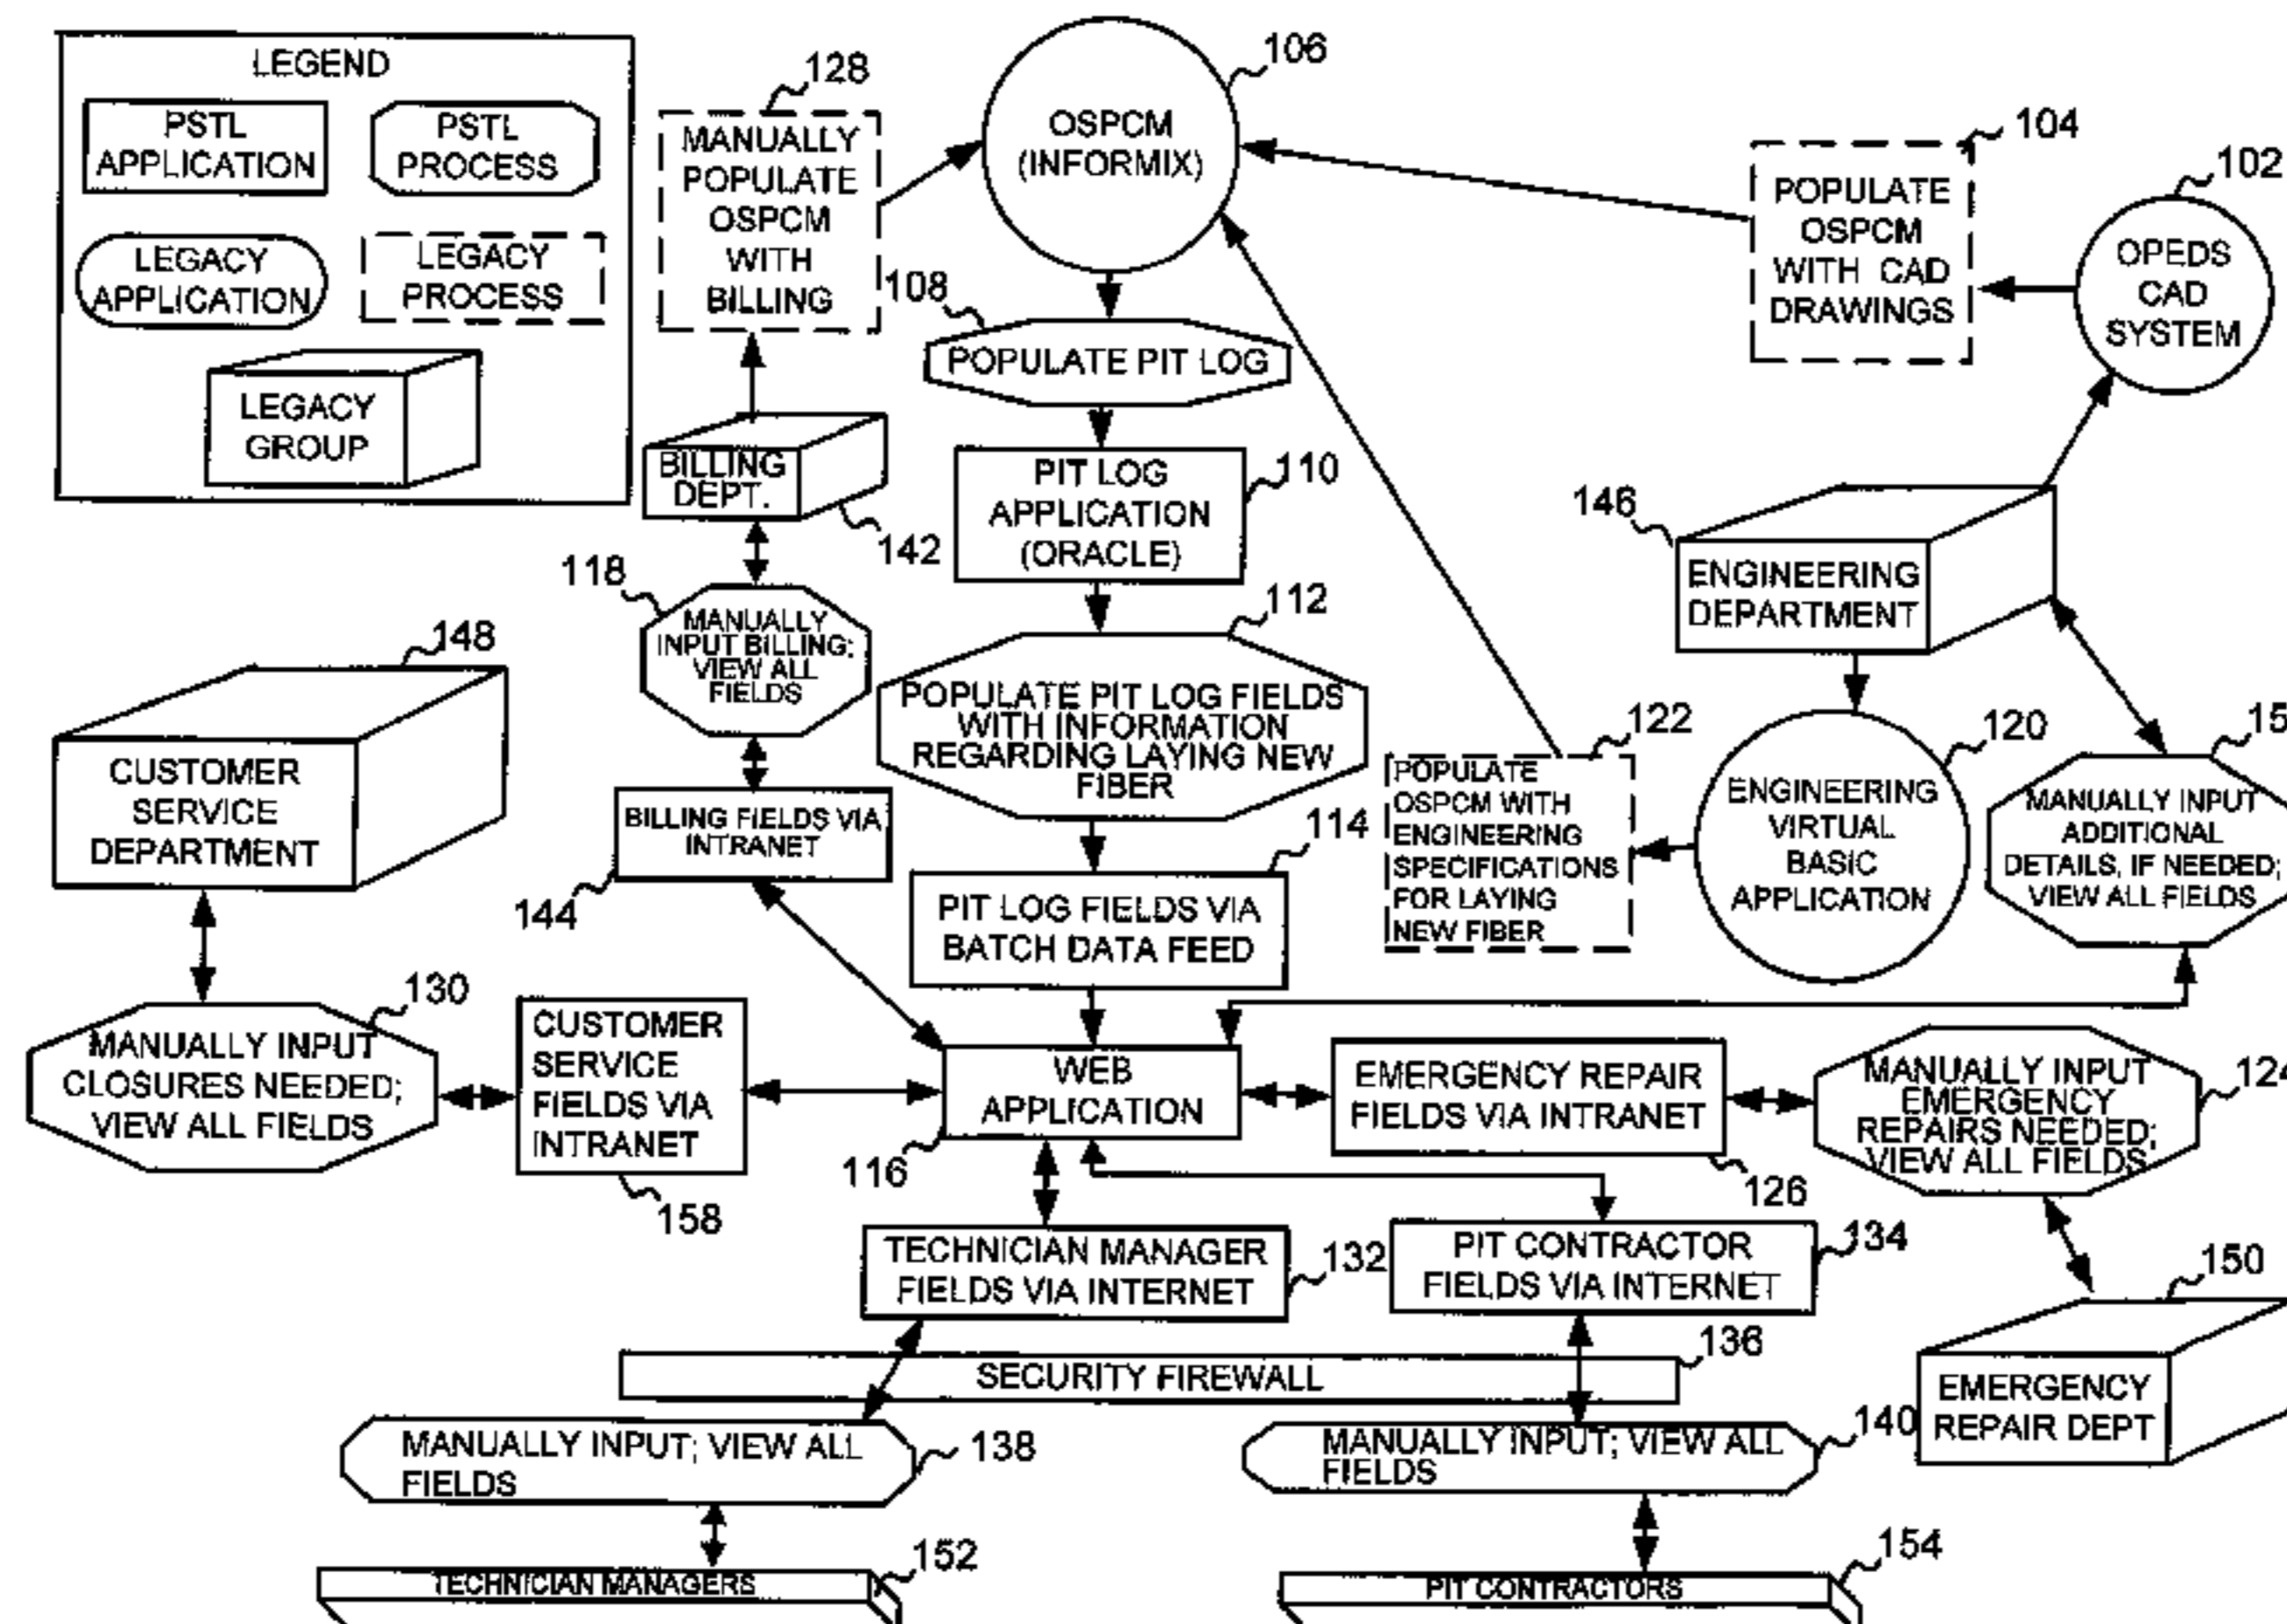 LEGEND
PSTL
APPLICATION
PSTL
PROCESS
LEGACY
APPLICATION
LEGACY
PROCESS
LEGACY
GROUP
128
MANUALLY
POPULATE
OSPCM
WITH
BILLING
106
OSPCM
(INFORMIX)
104
POPULATE
OSPCM
WITH CAD
DRAWINGS
102
OPEDS
CAD
SYSTEM
108
POPULATE PIT LOG
BILLING
DEPT.
142
PIT LOG
APPLICATION
(ORACLE)
110
146
ENGINEERING
DEPARTMENT
118
MANUALLY
INPUT BILLING;
VIEW ALL
FIELDS
112
POPULATE PIT LOG FIELDS
WITH INFORMATION
REGARDING LAYING NEW
FIBER
148
CUSTOMER
SERVICE
DEPARTMENT
BILLING FIELDS VIA
INTRANET
144
114
PIT LOG FIELDS VIA
BATCH DATA FEED
122
POPULATE
OSPCM WITH
ENGINEERING
SPECIFICATIONS
FOR LAYING
NEW FIBER
120
ENGINEERING
VIRTUAL
BASIC
APPLICATION
MANUALLY INPUT
ADDITIONAL
DETAILS, IF NEEDED;
VIEW ALL FIELDS
130
MANUALLY INPUT
CLOSURES NEEDED;
VIEW ALL FIELDS
CUSTOMER
SERVICE
FIELDS VIA
INTRANET
158
WEB
APPLICATION
116
EMERGENCY REPAIR
FIELDS VIA INTRANET
126
MANUALLY INPUT
EMERGENCY
REPAIRS NEEDED;
VIEW ALL FIELDS
124
TECHNICIAN MANAGER
FIELDS VIA INTERNET
132
PIT CONTRACTOR
FIELDS VIA INTERNET
134
150
EMERGENCY
REPAIR DEPT
SECURITY FIREWALL
136
MANUALLY INPUT; VIEW ALL
FIELDS
138
MANUALLY INPUT; VIEW ALL
FIELDS
140
TECHNICIAN MANAGERS
152
PIT CONTRACTORS
154